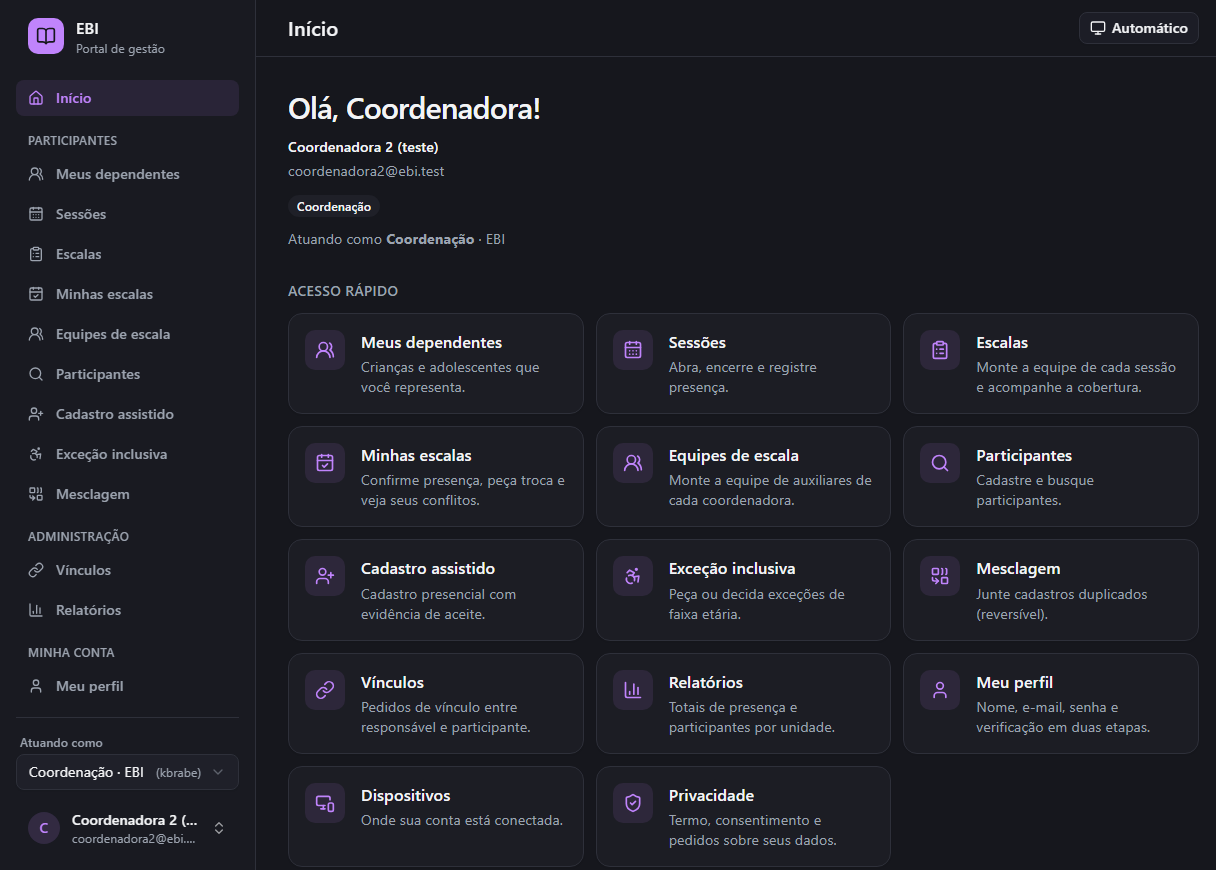 EBI
Portal de gestão
Início
PARTICIPANTES
Meus dependentes
Sessões
Escalas
Minhas escalas
Equipes de escala
Participantes
Cadastro assistido
Exceção inclusiva
Mesclagem
ADMINISTRAÇÃO
Vínculos
Relatórios
MINHA CONTA
Meu perfil
Atuando como
Coordenação · EBI (kbrabe)
C
Coordenadora 2 (...
coordenadora2@ebi....
Início
Automático
Olá, Coordenadora!
Coordenadora 2 (teste)
coordenadora2@ebi.test
Coordenação
Atuando como Coordenação · EBI
ACESSO RÁPIDO
Meus dependentes
Crianças e adolescentes que
você representa.
Sessões
Abra, encerre e registre
presença.
Escalas
Monte a equipe de cada sessão
e acompanhe a cobertura.
Minhas escalas
Confirme presença, peça troca e
veja seus conflitos.
Equipes de escala
Monte a equipe de auxiliares de
cada coordenadora.
Participantes
Cadastre e busque
participantes.
Cadastro assistido
Cadastro presencial com
evidência de aceite.
Exceção inclusiva
Peça ou decida exceções de
faixa etária.
Mesclagem
Junte cadastros duplicados
(reversível).
Vínculos
Pedidos de vínculo entre
responsável e participante.
Relatórios
Totais de presença e
participantes por unidade.
Meu perfil
Nome, e-mail, senha e
verificação em duas etapas.
Dispositivos
Onde sua conta está conectada.
Privacidade
Termo, consentimento e
pedidos sobre seus dados.